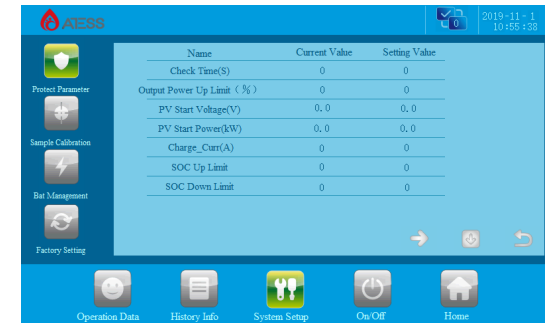 ATESS
0
2019-11-1
10:55:38
Name Current Value Setting Value
Check Time(S) 0 0
Output Power Up Limit（%） 0 0
PV Start Voltage(V) 0.0 0.0
PV Start Power(kW) 0.0 0.0
Charge_Curr(A) 0 0
SOC Up Limit 0 0
SOC Down Limit 0 0
Protect Parameter
Sample Calibration
Bat Management
Factory Setting
Operation Data History Info System Setup On/Off Home